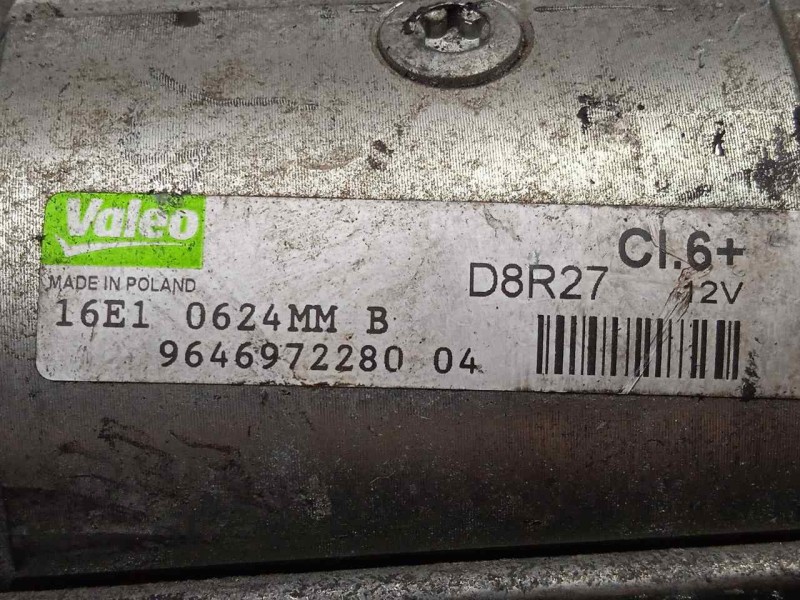 Valeo
MADE IN POLAND
16E1 0624MM B
9646972280 04
D8R27
Cl.6+
12V